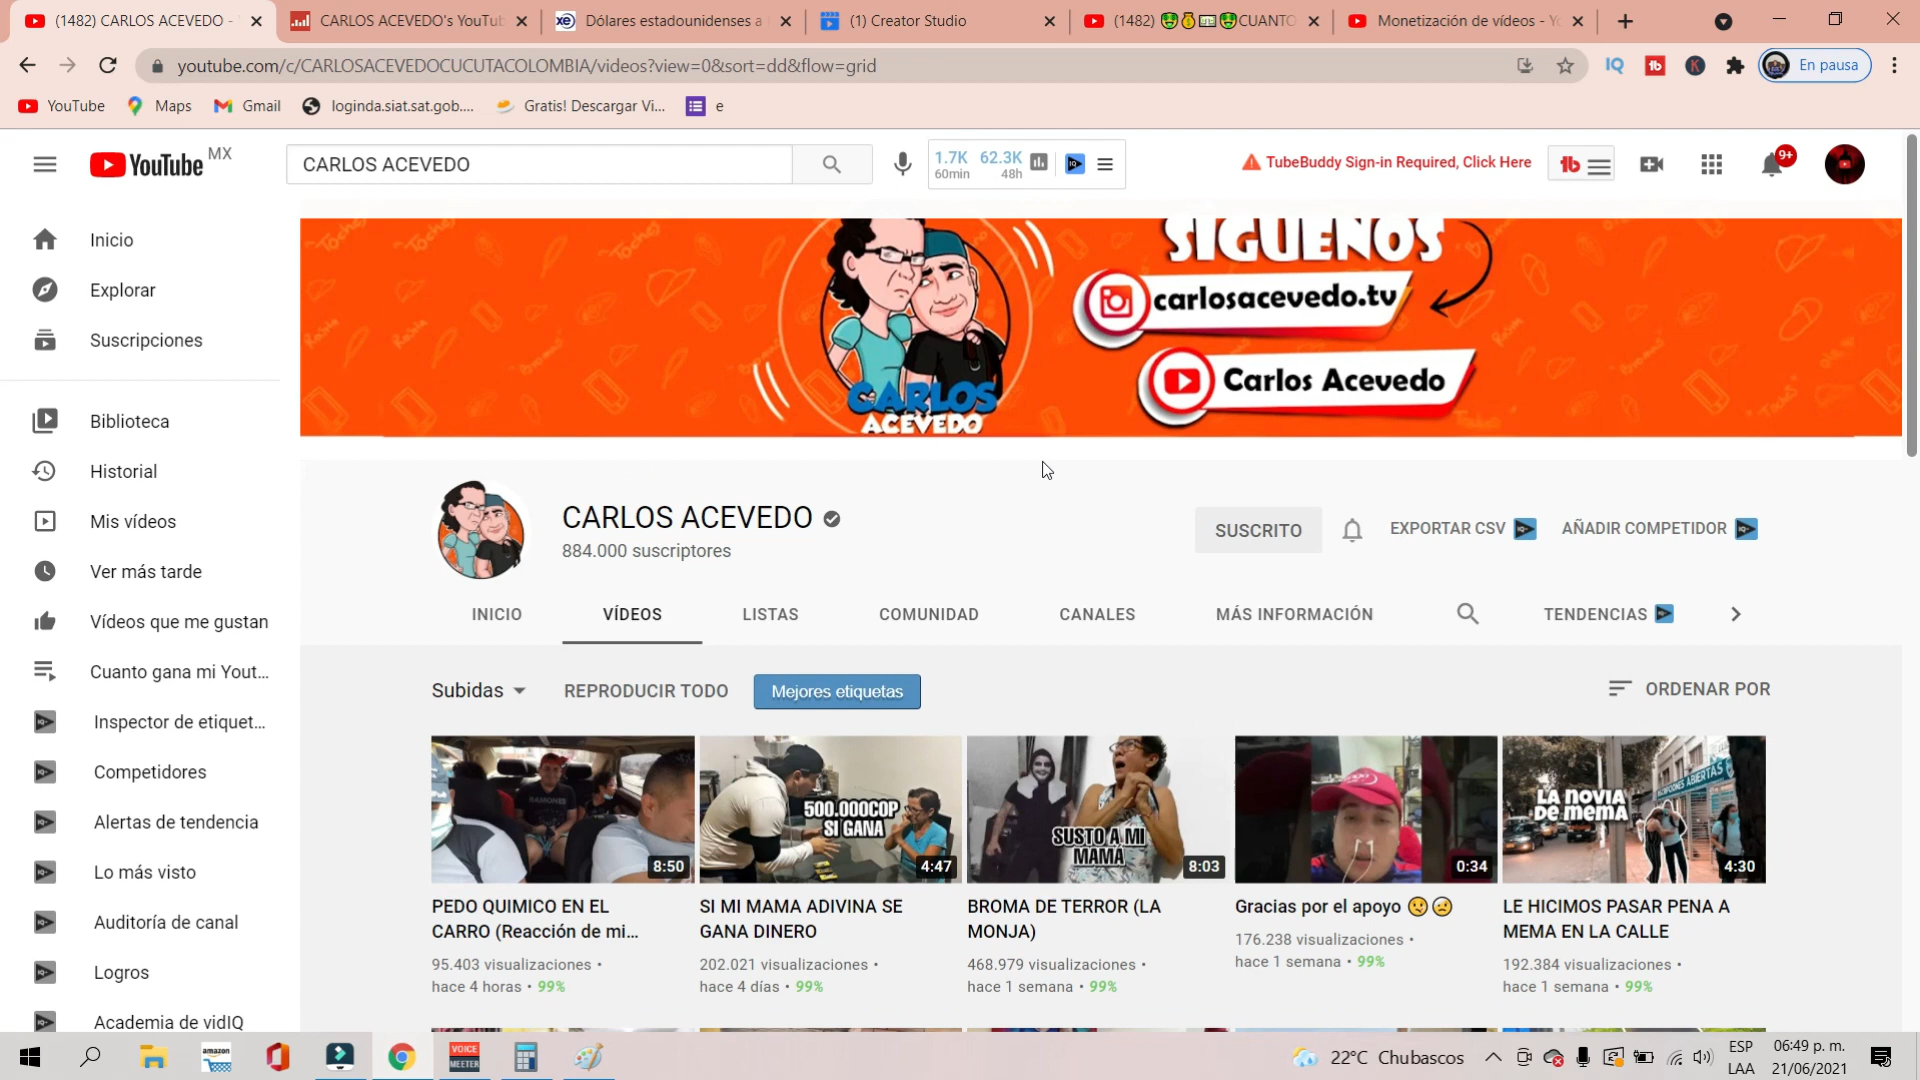 (1482) CARLOS ACEVEDO -
CARLOS ACEVEDO's YouTub
Dólares estadounidenses a
(1) Creator Studio
(1482) 🤑💰💵🤑CUANTO
Monetización de vídeos - Yo
youtube.com/c/CARLOSACEVEDOCUCUTACOLOMBIA/videos?view=0&sort=dd&flow=grid
IQ
En pausa
YouTube
Maps
Gmail
loginda.siat.sat.gob....
Gratis! Descargar Vi...
e
YouTube MX
CARLOS ACEVEDO
1.7K 62.3K
60min 48h
TubeBuddy Sign-in Required, Click Here
9+
Inicio
Explorar
Suscripciones
Biblioteca
Historial
Mis vídeos
Ver más tarde
Vídeos que me gustan
Cuanto gana mi Yout...
Inspector de etiquet...
Competidores
Alertas de tendencia
Lo más visto
Auditoría de canal
Logros
Academia de vidIQ
SIGUENOS
carlosacevedo.tv
Carlos Acevedo
CARLOS
ACEVEDO
CARLOS ACEVEDO
884.000 suscriptores
SUSCRITO
EXPORTAR CSV
AÑADIR COMPETIDOR
INICIO
VÍDEOS
LISTAS
COMUNIDAD
CANALES
MÁS INFORMACIÓN
TENDENCIAS
Subidas
REPRODUCIR TODO
Mejores etiquetas
ORDENAR POR
8:50
500.000COP
SI GANA
4:47
SUSTO A MI
MAMÁ
8:03
0:34
LA NOVIA
DE MEMA
4:30
PEDO QUIMICO EN EL
CARRO (Reacción de mi...
95.403 visualizaciones •
hace 4 horas • 99%
SI MI MAMA ADIVINA SE
GANA DINERO
202.021 visualizaciones •
hace 4 días • 99%
BROMA DE TERROR (LA
MONJA)
468.979 visualizaciones •
hace 1 semana • 99%
Gracias por el apoyo 🤨😥
176.238 visualizaciones •
hace 1 semana • 99%
LE HICIMOS PASAR PENA A
MEMA EN LA CALLE
192.384 visualizaciones •
hace 1 semana • 99%
amazon
VOICE
MEETER
22°C Chubascos
ESP
LAA
06:49 p. m.
21/06/2021